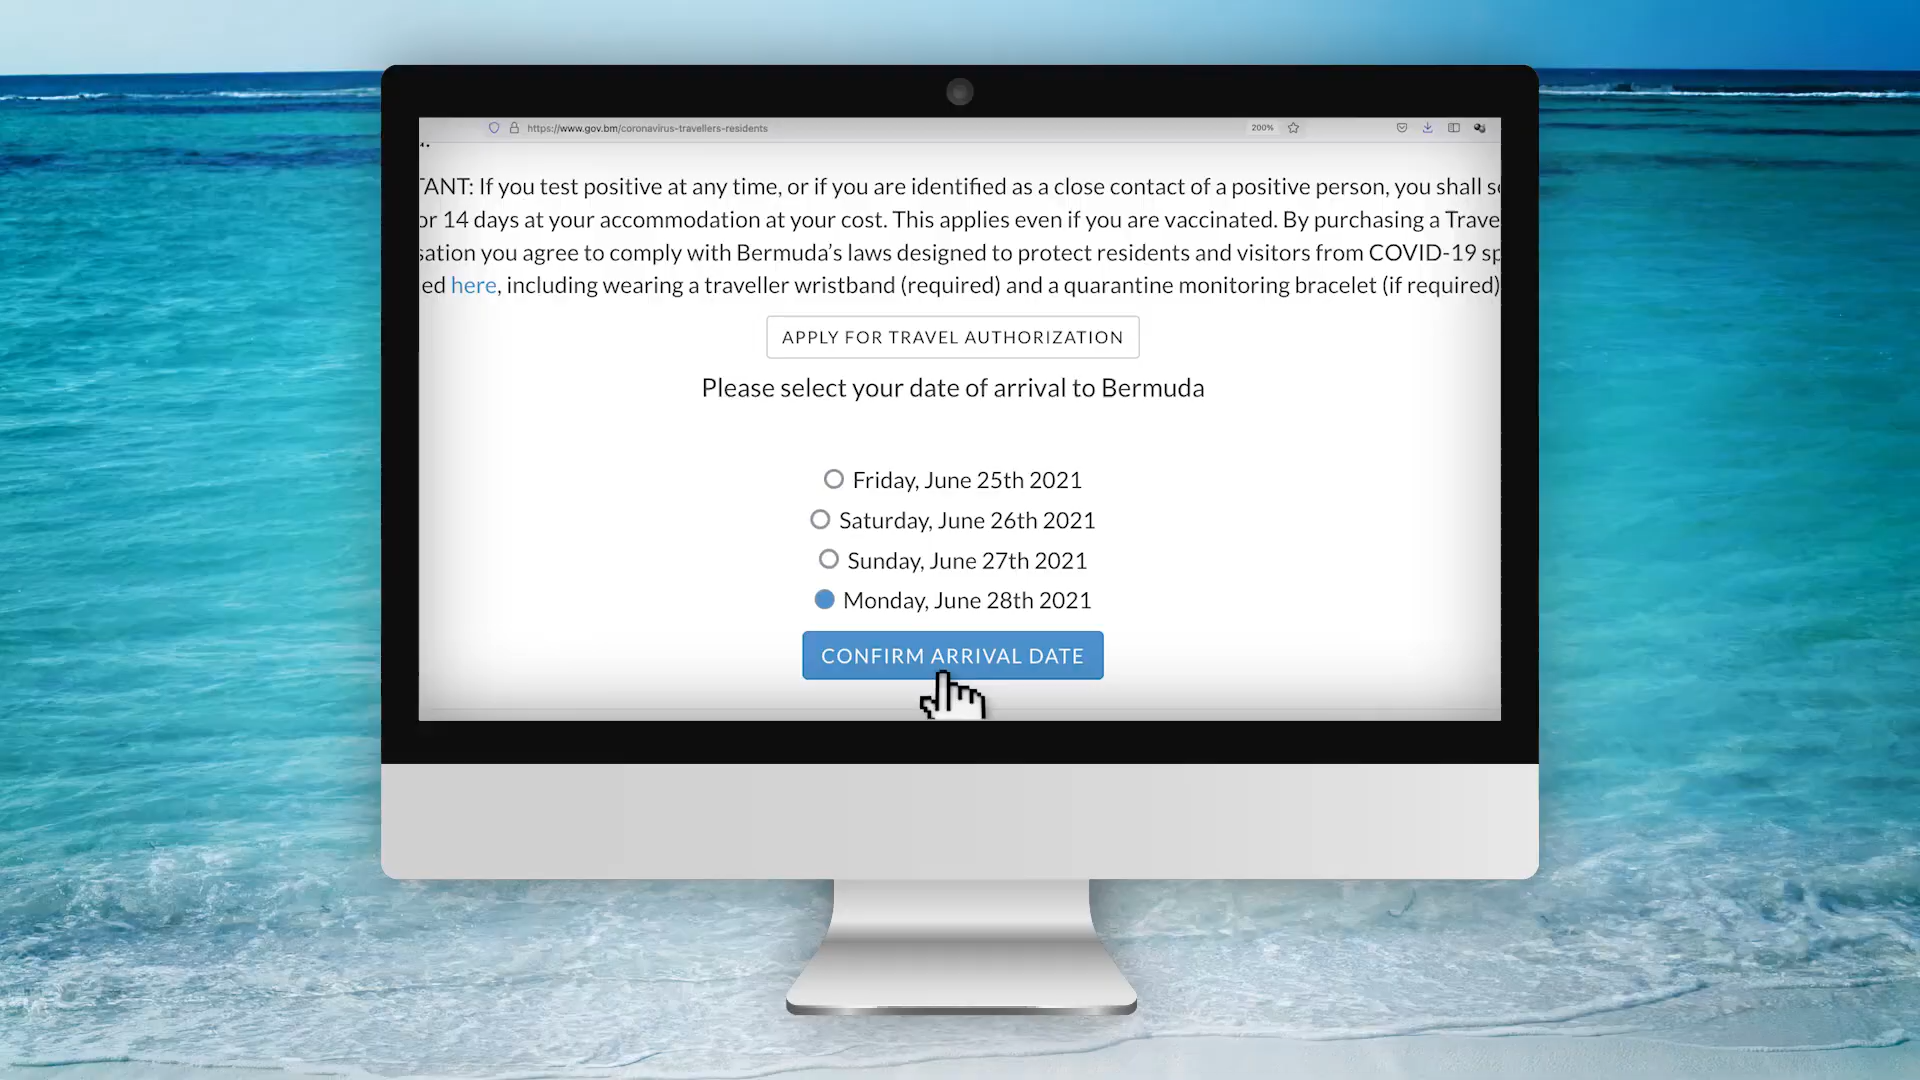 https://www.gov.bm/coronavirus-travellers-residents
200%
TANT: If you test positive at any time, or if you are identified as a close contact of a positive person, you shall s
or 14 days at your accommodation at your cost. This applies even if you are vaccinated. By purchasing a Trave
sation you agree to comply with Bermuda's laws designed to protect residents and visitors from COVID-19 sp
ed here, including wearing a traveller wristband (required) and a quarantine monitoring bracelet (if required)
APPLY FOR TRAVEL AUTHORIZATION
Please select your date of arrival to Bermuda
Friday, June 25th 2021
Saturday, June 26th 2021
Sunday, June 27th 2021
Monday, June 28th 2021
CONFIRM ARRIVAL DATE